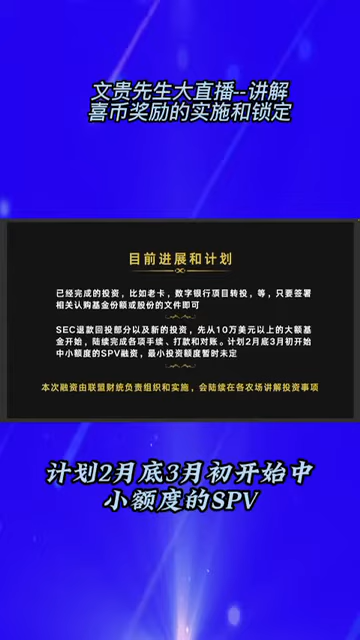 文贵先生大直播--讲解
喜币奖励的实施和锁定
目前进展和计划
已经完成的投资，比如老卡，数字银行项目转投，等，只要签署
相关认购基金份额或股份的文件即可
SEC退款回投部分以及新的投资，先从10万美元以上的大额基
金开始，陆续完成各项手续、打款和对账。计划2月底3月初开始
中小额度的SPV融资，最小投资额度暂时未定
本次融资由联盟财统负责组织和实施，会陆续在各农场讲解投资事项
计划2月底3月初开始中
小额度的SPV